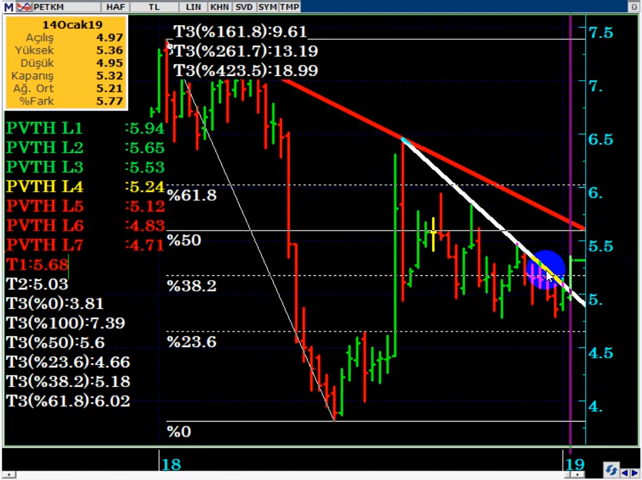 M PETKM HAF TL LIN KHN SVD SYM TMP
14Ocak19
Açılış 4.97
Yüksek 5.36
Düşük 4.95
Kapanış 5.32
Ağ. Ort 5.21
%Fark 5.77
T3(%161.8):9.61
T3(%261.7):13.19
T3(%423.5):18.99
PVTH L1 :5.94
PVTH L2 :5.65
PVTH L3 :5.53
PVTH L4 :5.24
PVTH L5 :5.12
PVTH L6 :4.83
PVTH L7 :4.71
T1:5.68
T2:5.03
T3(%0):3.81
T3(%100):7.39
T3(%50):5.6
T3(%23.6):4.66
T3(%38.2):5.18
T3(%61.8):6.02
%61.8
%50
%38.2
%23.6
%0
7.5
7.
6.5
6.
5.5
5.
4.5
4.
18 19